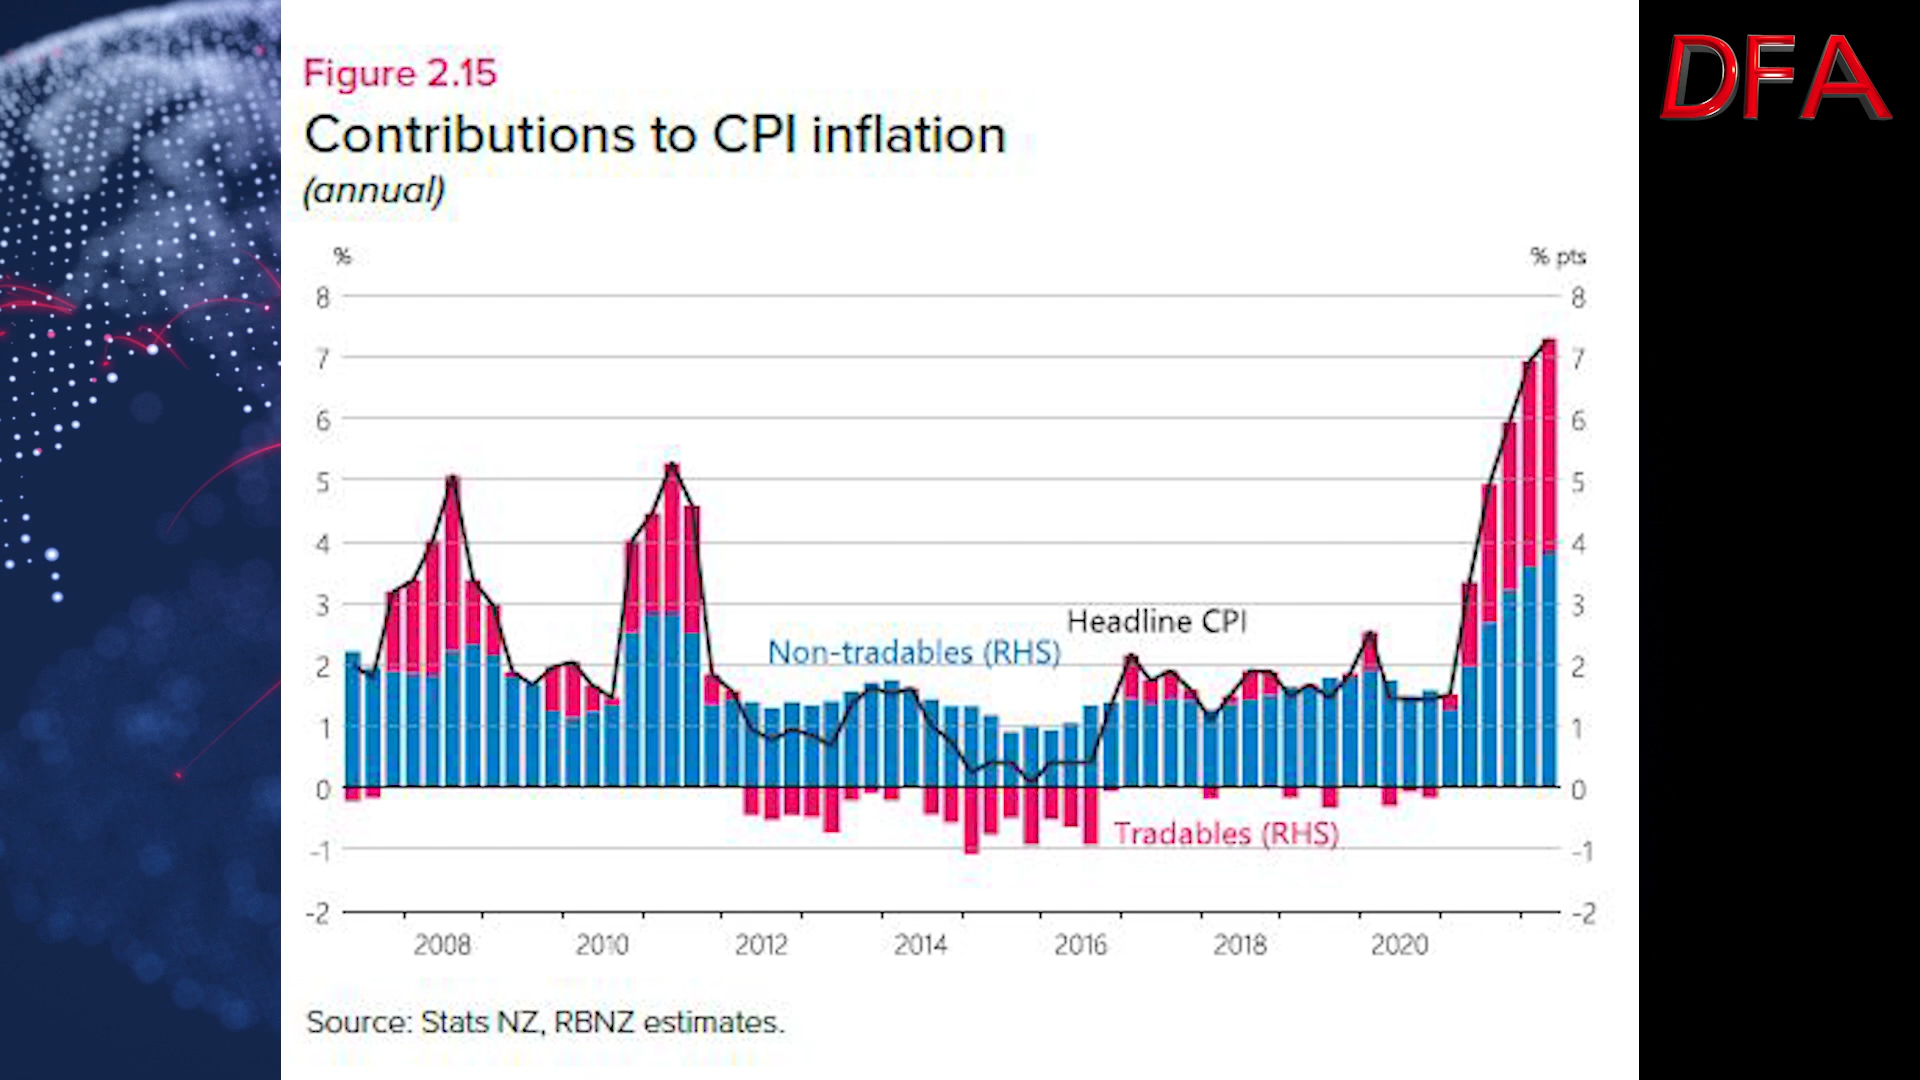 DFA
Figure 2.15
Contributions to CPI inflation
(annual)
% % pts
8 8
7 7
6 6
5 5
4 4
3 3
Headline CPI
Non-tradables (RHS)
2 2
1 1
0 0
Tradables (RHS)
-1 -1
-2 -2
2008 2010 2012 2014 2016 2018 2020
Source: Stats NZ, RBNZ estimates.